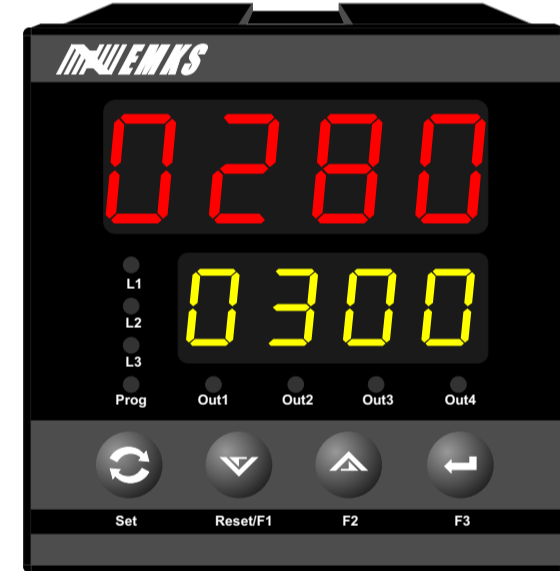 EMKS
0280
0300
L1
L2
L3
Prog Out1 Out2 Out3 Out4
Set Reset/F1 F2 F3